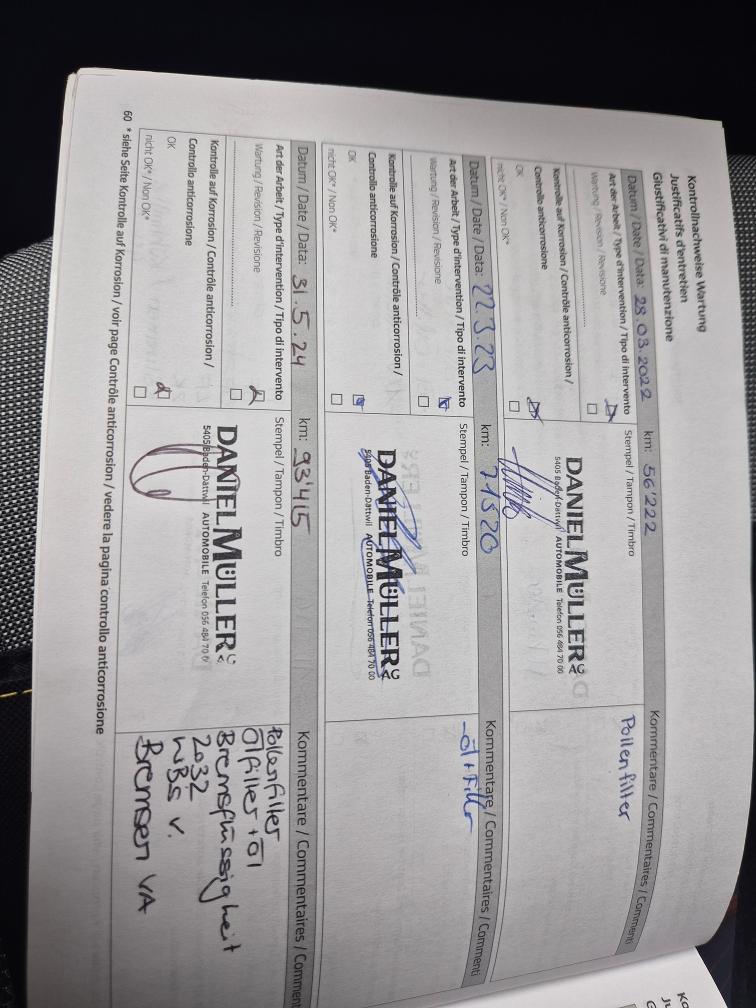 Kontrollnachweise Wartung
Justificatifs d'entretien
Giustificativi di manutenzione
Datum / Date / Data: 28.03.2022 km: 56'222 Kommentare / Commentaires / Commenti
Art der Arbeit / Type d'intervention / Tipo di intervento
Stempel / Tampon / Timbro
Pollenfilter
Wartung / Revision / Revisione
Kontrolle auf Korrosion / Contrôle anticorrosion /
Controllo anticorrosione
OK
nicht OK* / Non OK*
DANIEL MÜLLER AG
5405 Baden-Dättwil AUTOMOBILE Telefon 056 484 70 00
Datum / Date / Data: 22.3.23 km: 71520 Kommentare / Commentaires / Commenti
Art der Arbeit / Type d'intervention / Tipo di intervento
Stempel / Tampon / Timbro
-Öl + Filter
Wartung / Revision / Revisione
Kontrolle auf Korrosion / Contrôle anticorrosion /
Controllo anticorrosione
OK
nicht OK* / Non OK*
DANIEL MÜLLER AG
5405 Baden-Dättwil AUTOMOBILE Telefon 056 484 70 00
Datum / Date / Data: 31.5.24 km: 93'415 Kommentare / Commentaires / Commen
Art der Arbeit / Type d'intervention / Tipo di intervento
Stempel / Tampon / Timbro
Wartung / Revision / Revisione
Kontrolle auf Korrosion / Contrôle anticorrosion /
Controllo anticorrosione
OK
nicht OK* / Non OK*
DANIEL MÜLLER AG
5405 Baden-Dättwil AUTOMOBILE Telefon 056 484 70 0
Pollenfilter
Ölfilter + Öl
Bremsflüssigkeit
2032
WBS v.
Bremsen VA
60 * siehe Seite Kontrolle auf Korrosion / voir page Contrôle anticorrosion / vedere la pagina controllo anticorrosione